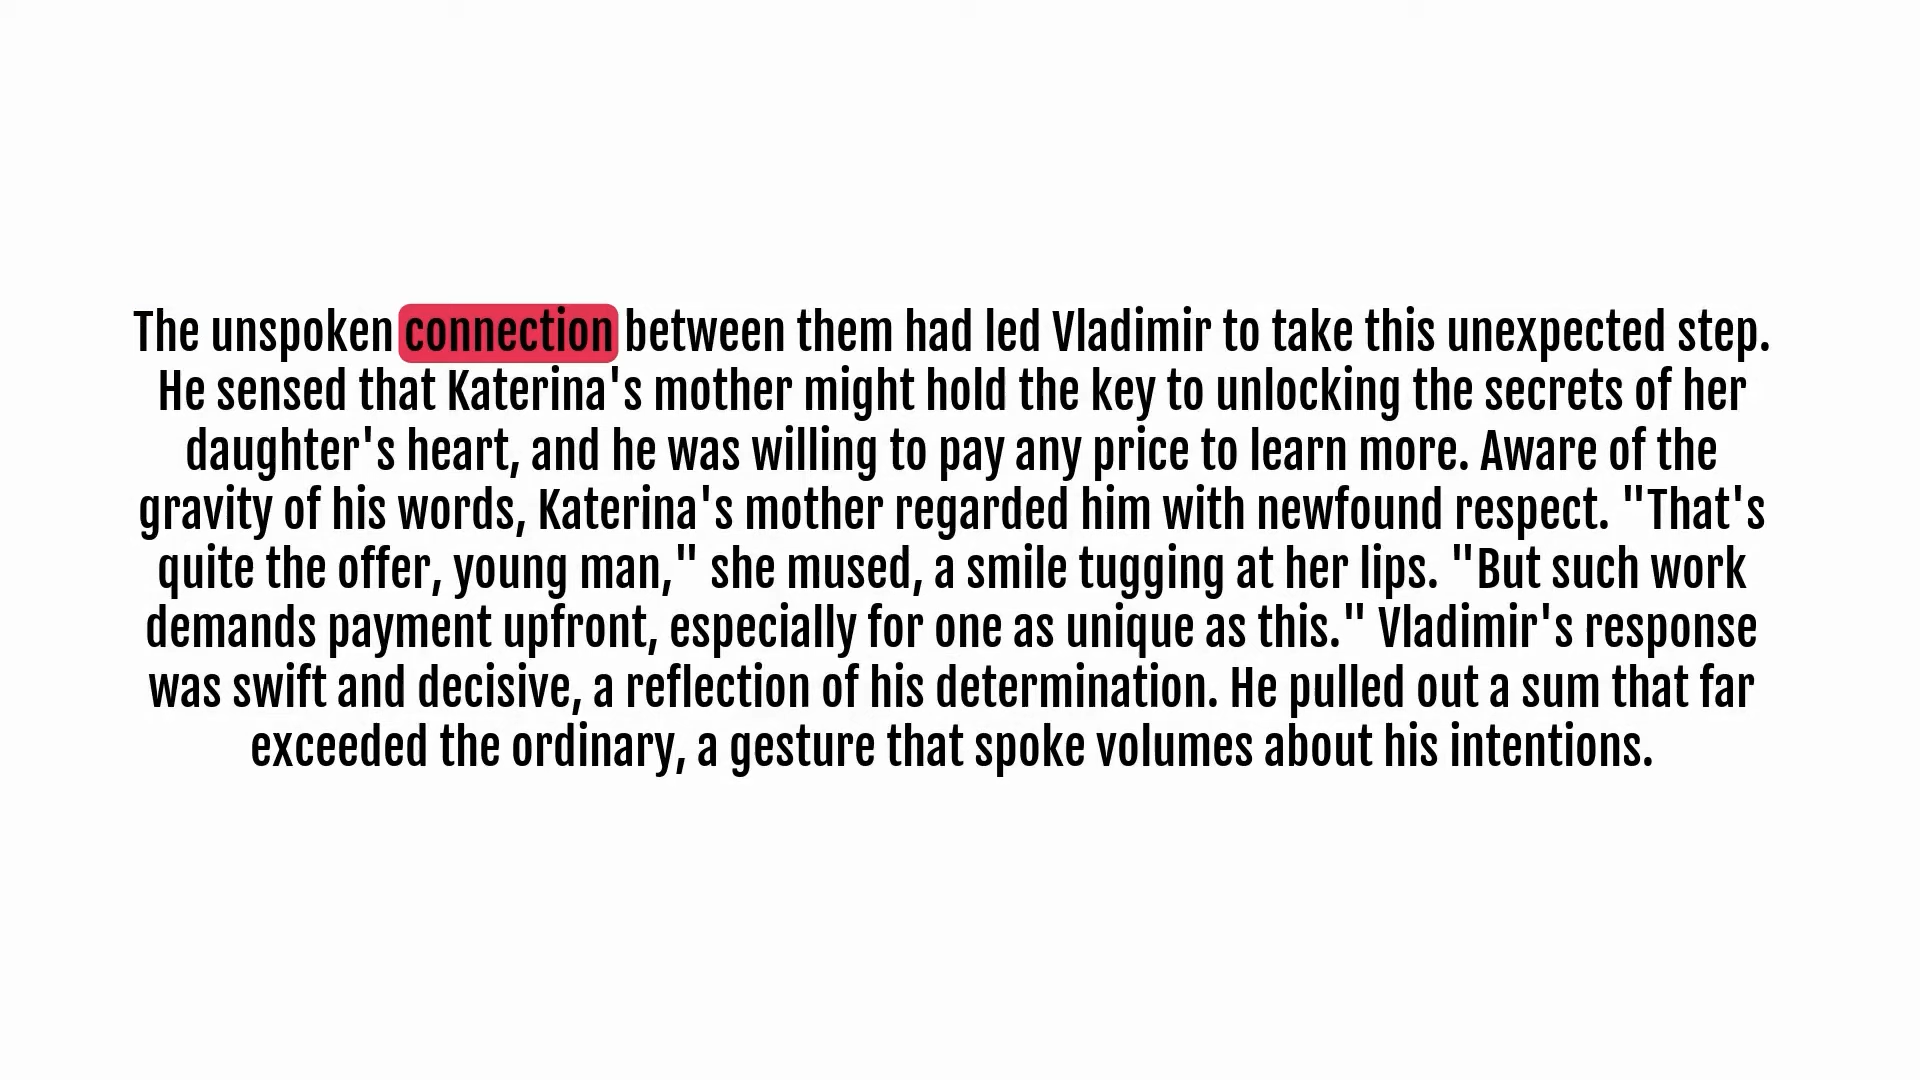 The unspoken connection between them had led Vladimir to take this unexpected step.
He sensed that Katerina's mother might hold the key to unlocking the secrets of her
daughter's heart, and he was willing to pay any price to learn more. Aware of the
gravity of his words, Katerina's mother regarded him with newfound respect. "That's
quite the offer, young man," she mused, a smile tugging at her lips. "But such work
demands payment upfront, especially for one as unique as this." Vladimir's response
was swift and decisive, a reflection of his determination. He pulled out a sum that far
exceeded the ordinary, a gesture that spoke volumes about his intentions.